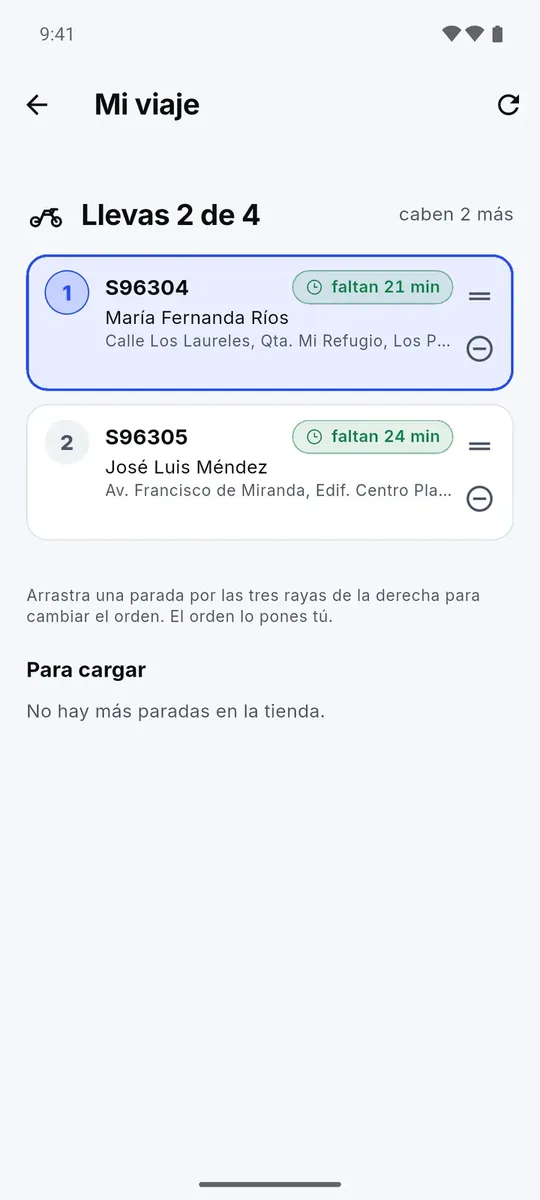 9:41
Mi viaje
Llevas 2 de 4
caben 2 más
1
S96304
faltan 21 min
María Fernanda Ríos
Calle Los Laureles, Qta. Mi Refugio, Los P...
2
S96305
faltan 24 min
José Luis Méndez
Av. Francisco de Miranda, Edif. Centro Pla...
Arrastra una parada por las tres rayas de la derecha para
cambiar el orden. El orden lo pones tú.
Para cargar
No hay más paradas en la tienda.